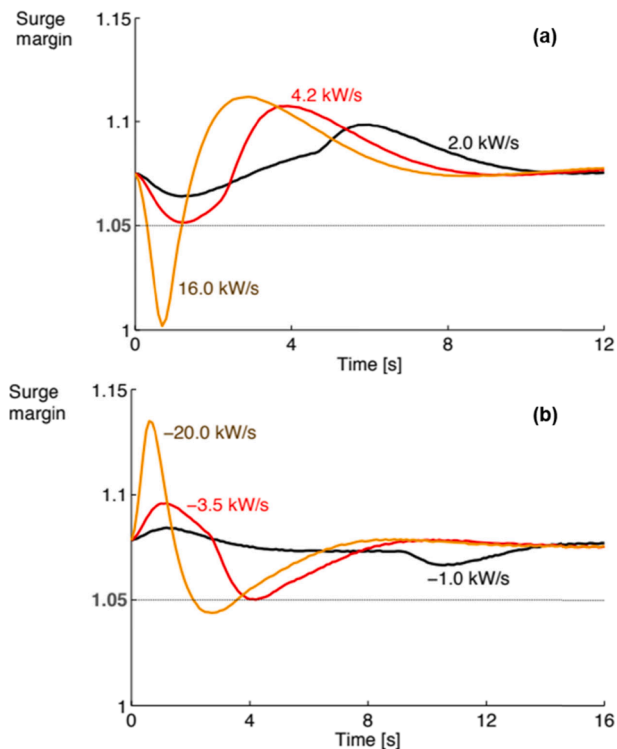 Surge
margin
(a)
1.15
4.2 kW/s
1.1
2.0 kW/s
1.05
16.0 kW/s
1
0 4 8 12
Time [s]
Surge
margin
(b)
1.15
−20.0 kW/s
1.1
−3.5 kW/s
1.05
−1.0 kW/s
1
0 4 8 12 16
Time [s]